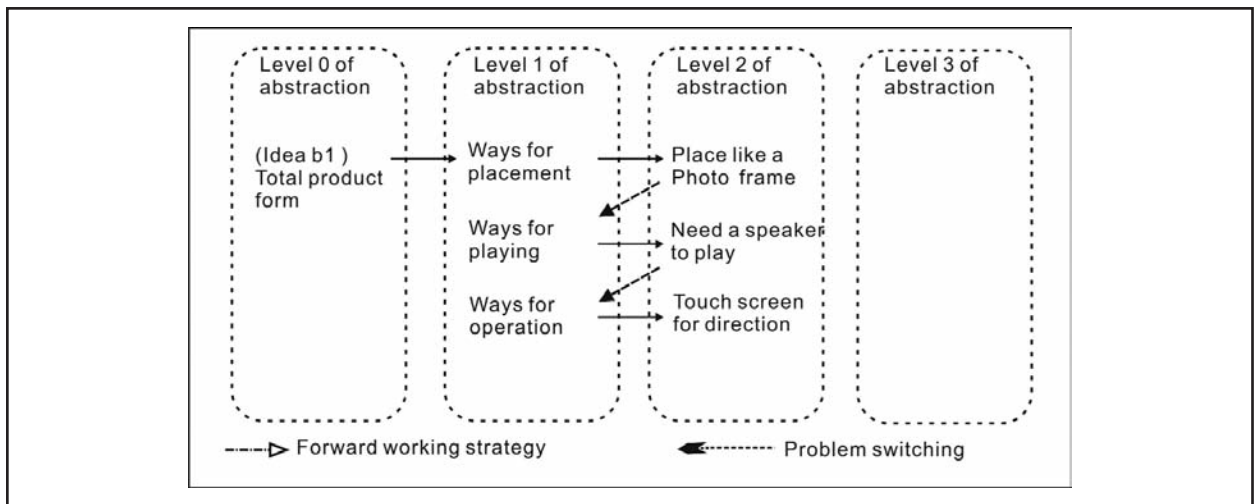 Level 0 of
abstraction
Level 1 of
abstraction
Level 2 of
abstraction
Level 3 of
abstraction
(Idea b1 )
Total product
form
Ways for
placement
Place like a
Photo frame
Ways for
playing
Need a speaker
to play
Ways for
operation
Touch screen
for direction
Forward working strategy
Problem switching